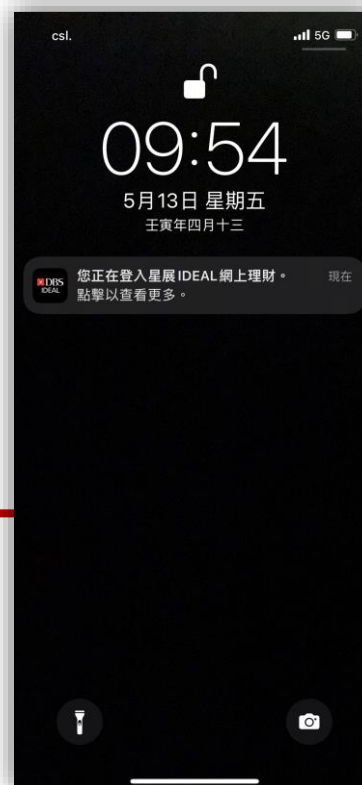 csl.
5G
09:54
5月13日 星期五
壬寅年四月十三
DBS
IDEAL
您正在登入星展IDEAL網上理財。
現在
點擊以查看更多。